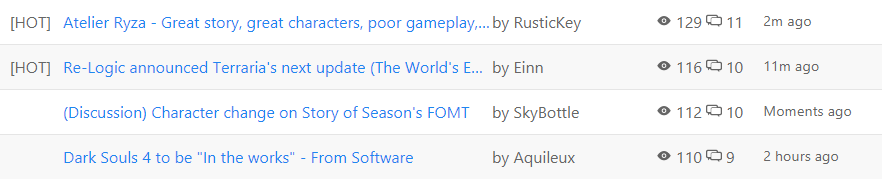 [HOT] Atelier Ryza - Great story, great characters, poor gameplay,... by RusticKey 129 11 2m ago
[HOT] Re-Logic announced Terraria's next update (The World's E... by Einn 116 10 11m ago
(Discussion) Character change on Story of Season's FOMT by SkyBottle 112 10 Moments ago
Dark Souls 4 to be "In the works" - From Software by Aquileux 110 9 2 hours ago